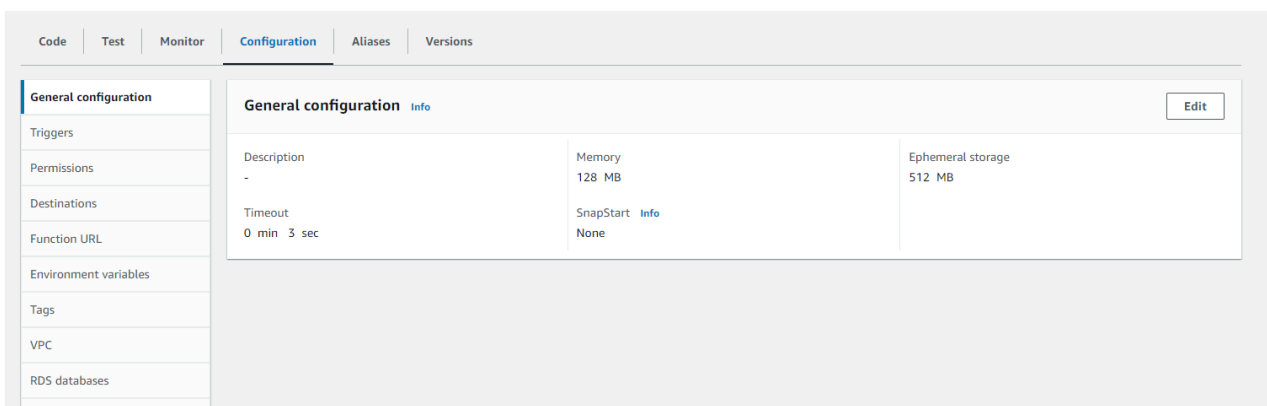 Code Test Monitor Configuration Aliases Versions
General configuration
Triggers
Permissions
Destinations
Function URL
Environment variables
Tags
VPC
RDS databases
General configuration Info
Edit
Description
-
Memory
128 MB
Ephemeral storage
512 MB
Timeout
0 min 3 sec
SnapStart Info
None